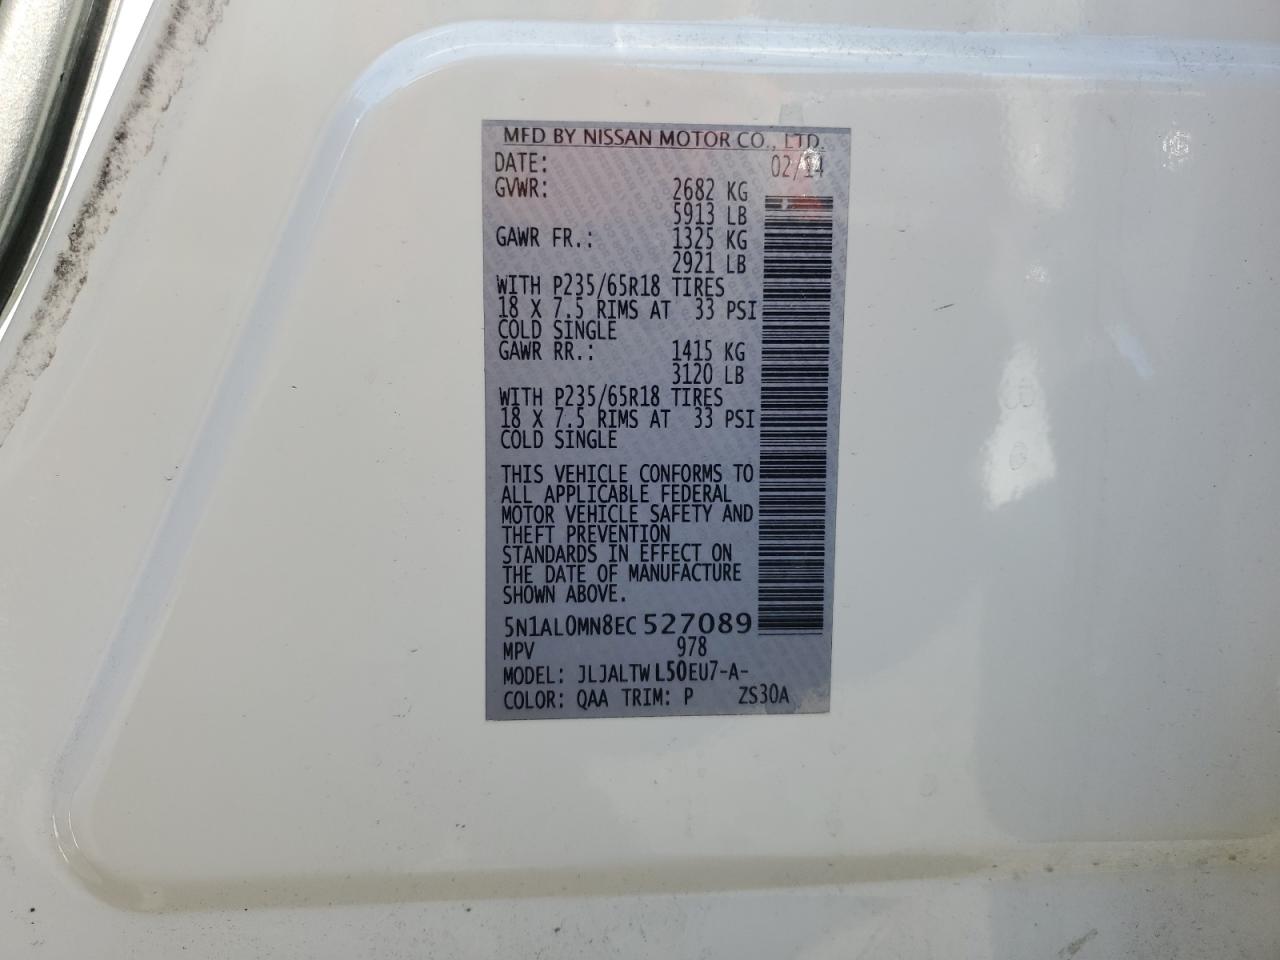 MFD BY NISSAN MOTOR CO., LTD.
DATE: 02/14
GVWR: 2682 KG
5913 LB
GAWR FR.: 1325 KG
2921 LB
WITH P235/65R18 TIRES
18 X 7.5 RIMS AT 33 PSI
COLD SINGLE
GAWR RR.: 1415 KG
3120 LB
WITH P235/65R18 TIRES
18 X 7.5 RIMS AT 33 PSI
COLD SINGLE
THIS VEHICLE CONFORMS TO
ALL APPLICABLE FEDERAL
MOTOR VEHICLE SAFETY AND
THEFT PREVENTION
STANDARDS IN EFFECT ON
THE DATE OF MANUFACTURE
SHOWN ABOVE.
5N1AL0MN8EC527089
MPV 978
MODEL: JLJALTWL50EU7-A-
COLOR: QAA TRIM: P ZS30A